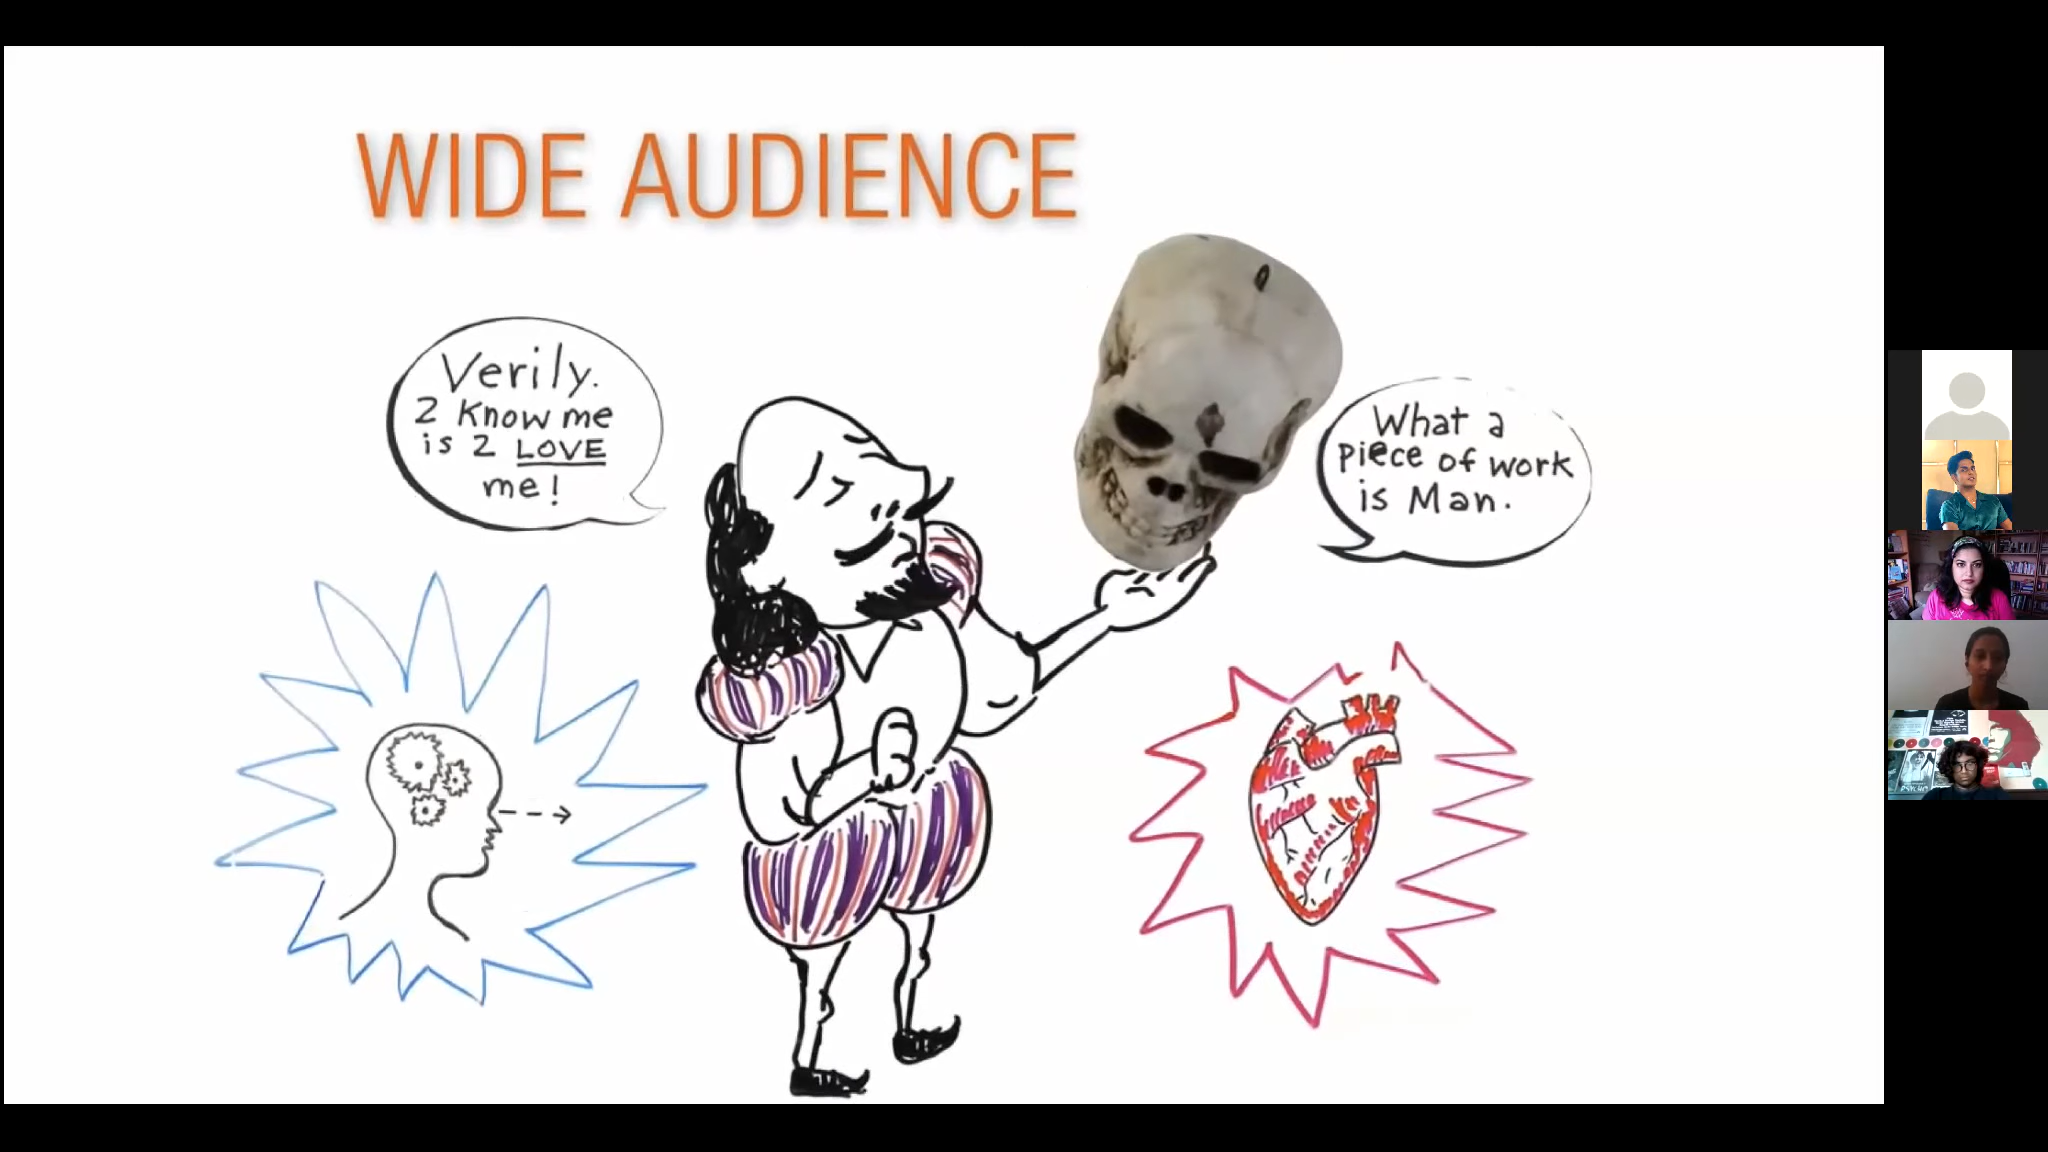 WIDE AUDIENCE
Verily.
2 know me
is 2 LOVE
me!
What a
piece of work
is Man.